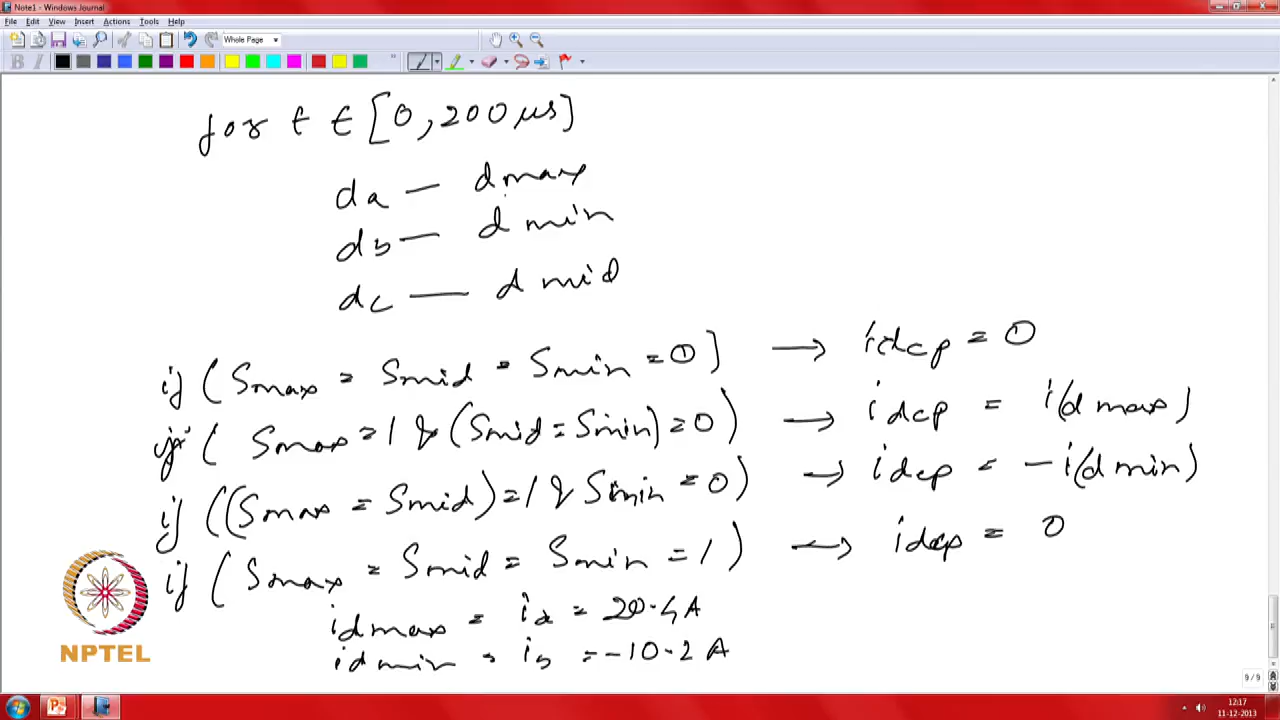 Note1 - Windows Journal
File Edit View Insert Actions Tools Help
Whole Page
for t ∈ [0, 200 μs]
da — dmax
db — dmin
dc — dmid
if (Smax = Smid = Smin = 0) → idcp = 0
if (Smax = 1 & (Smid = Smin) = 0) → idcp = i(dmax)
if ((Smax = Smid) = 1 & Smin = 0) → idcp = -i(dmin)
if (Smax = Smid = Smin = 1) → idcp = 0
idmax = ia = 20.4A
idmin = ib = -10.2 A
NPTEL
9/9
12:17
11-12-2013